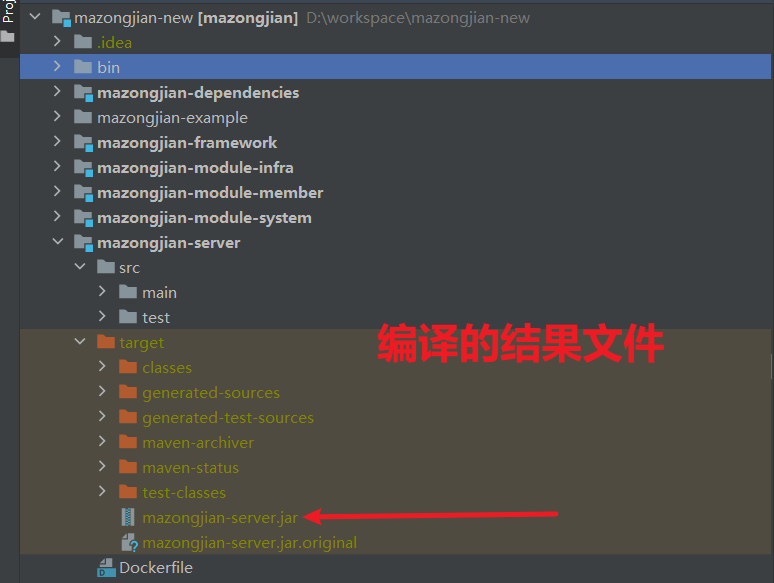 Proj
mazongjian-new [mazongjian] D:\workspace\mazongjian-new
.idea
bin
mazongjian-dependencies
mazongjian-example
mazongjian-framework
mazongjian-module-infra
mazongjian-module-member
mazongjian-module-system
mazongjian-server
src
main
test
编译的结果文件
target
classes
generated-sources
generated-test-sources
maven-archiver
maven-status
test-classes
mazongjian-server.jar
mazongjian-server.jar.original
Dockerfile